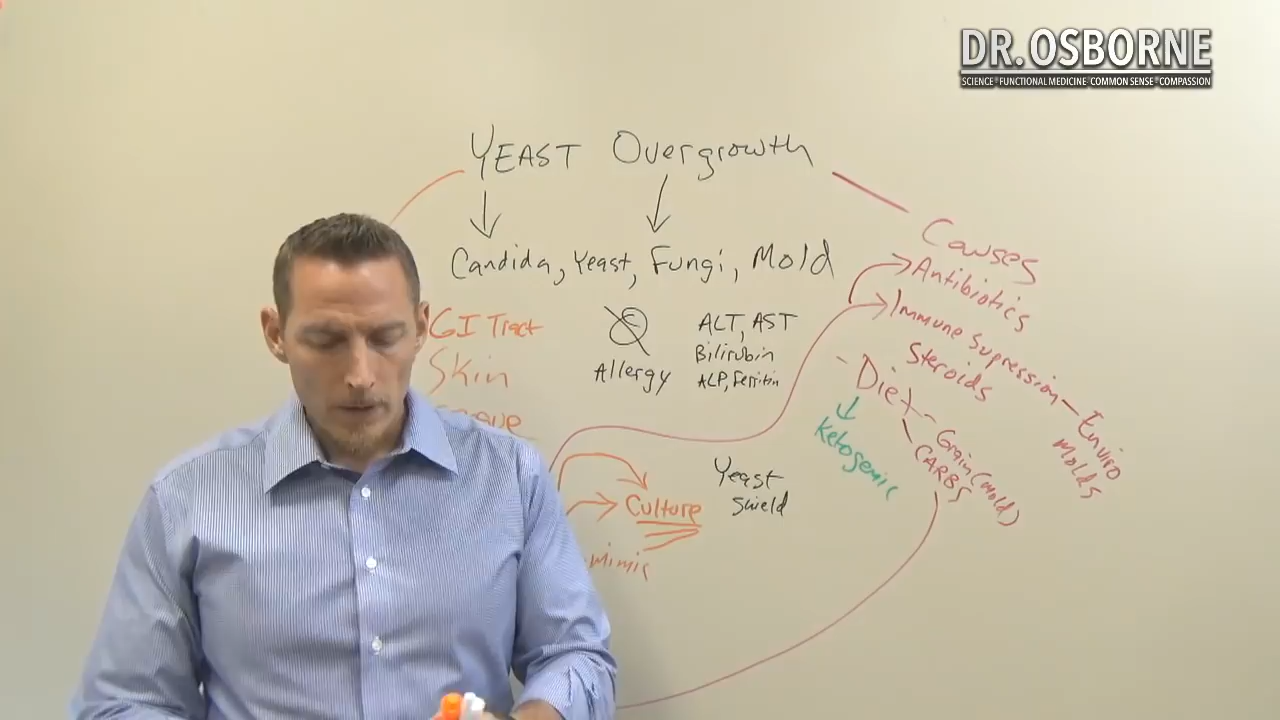 DR. OSBORNE
SCIENCE • FUNCTIONAL MEDICINE • COMMON SENSE • COMPASSION
YEAST Overgrowth
Candida, Yeast, Fungi, Mold
GI Tract
Skin
Allergy
ALT, AST
Bilirubin
ALP, Ferritin
Causes
Antibiotics
Immune Supression - Enviro
Molds
Steroids
- Diet - Grain (mold)
CARBS
Ketogenic
Culture
mimic
Yeast
Shield